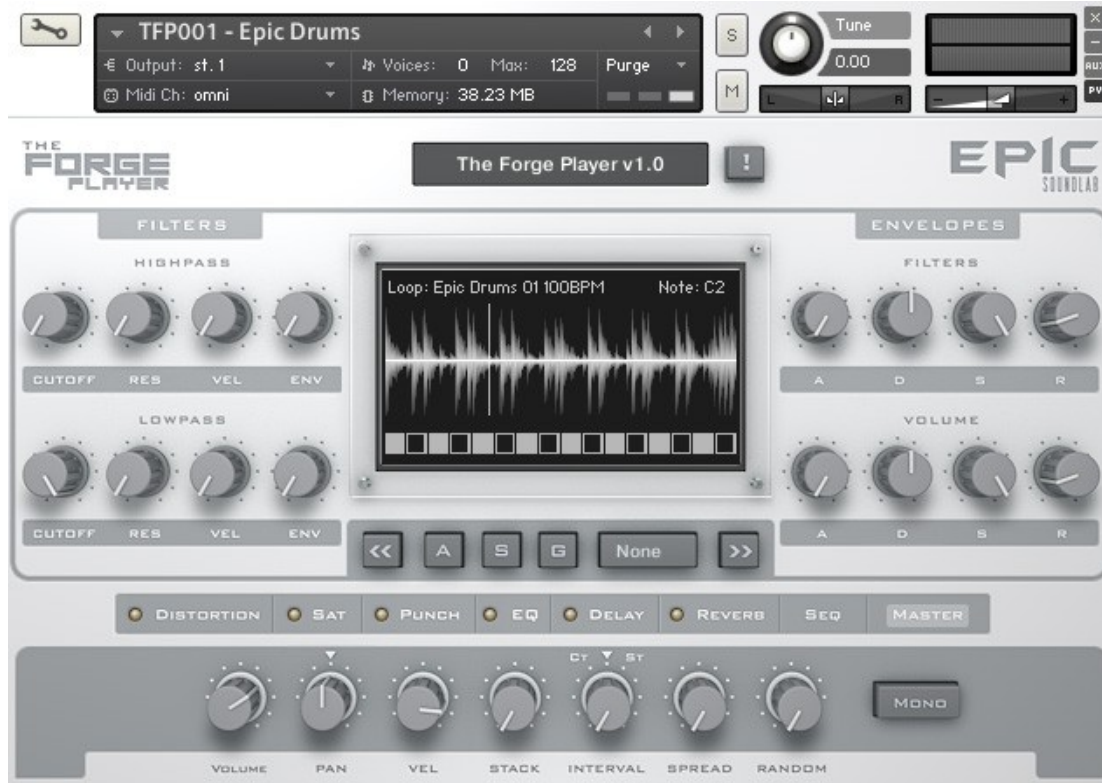 TFP001 - Epic Drums
S
Tune
Output: st. 1
Voices: 0 Max: 128
Purge
0.00
AUX
Midi Ch: omni
Memory: 38.23 MB
M
L
R
-
+
PV
THE
FORGE
PLAYER
The Forge Player v1.0
!
EPIC
SOUNDLAB
FILTERS
ENVELOPES
HIGHPASS
FILTERS
Loop: Epic Drums 01 100BPM
Note: C2
CUTOFF RES VEL ENV
A D S R
LOWPASS
VOLUME
CUTOFF RES VEL ENV
A D S R
<< A S G None >>
DISTORTION SAT PUNCH EQ DELAY REVERB SEQ MASTER
CT ST
MONO
VOLUME PAN VEL STACK INTERVAL SPREAD RANDOM